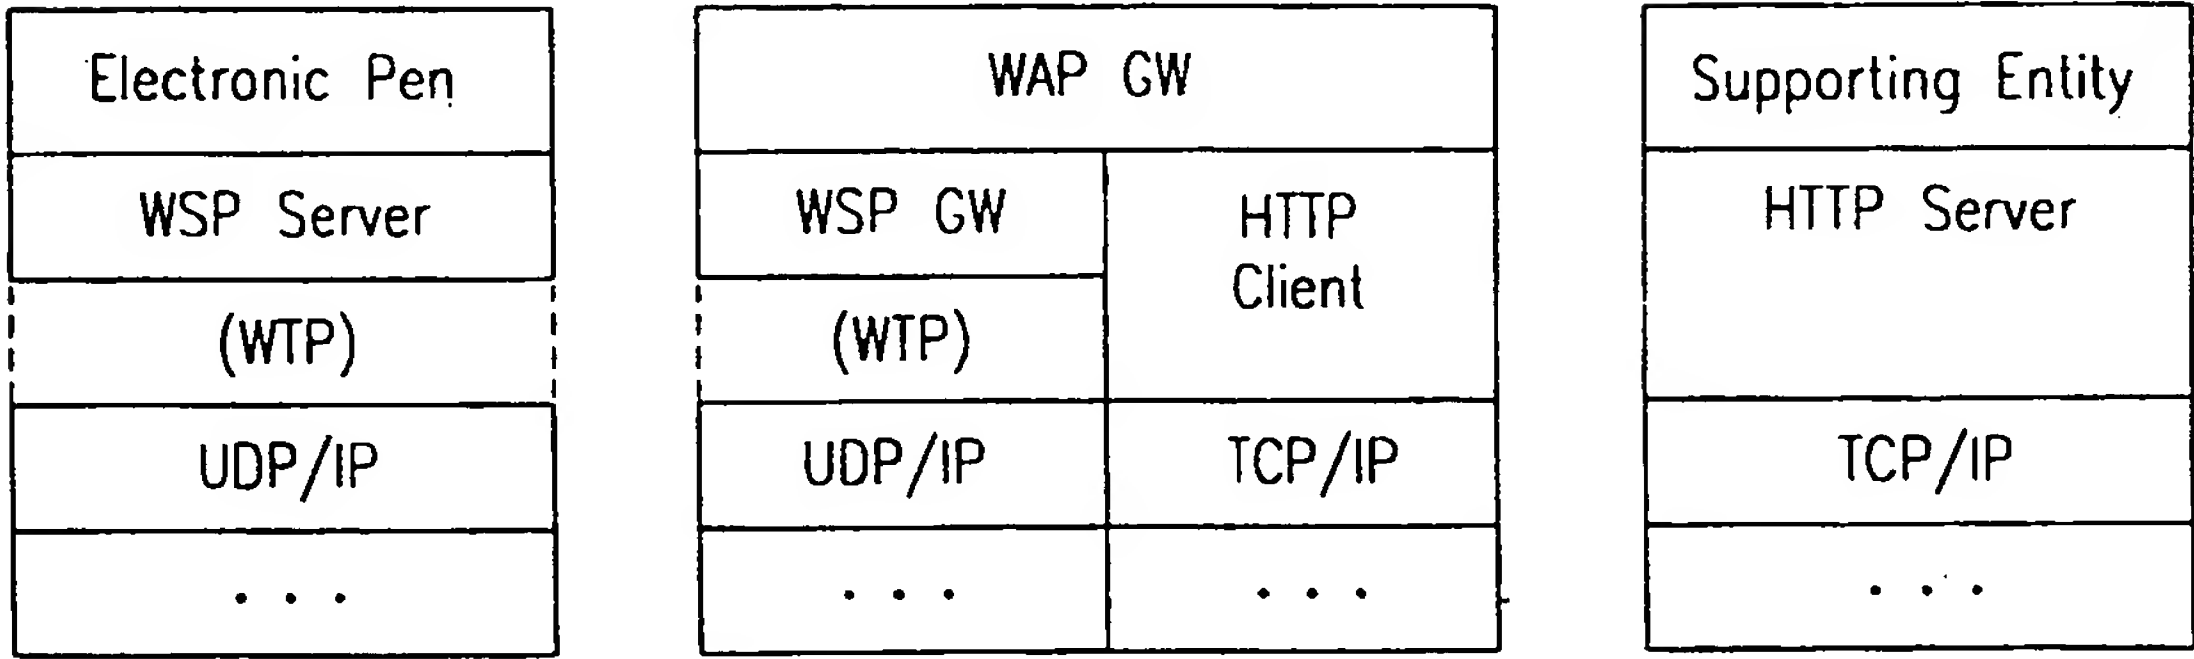 Electronic Pen
WSP Server
(WTP)
UDP/IP
. . .
WAP GW
WSP GW
(WTP)
UDP/IP
. . .
HTTP
Client
TCP/IP
. . .
Supporting Entity
HTTP Server
TCP/IP
. . .